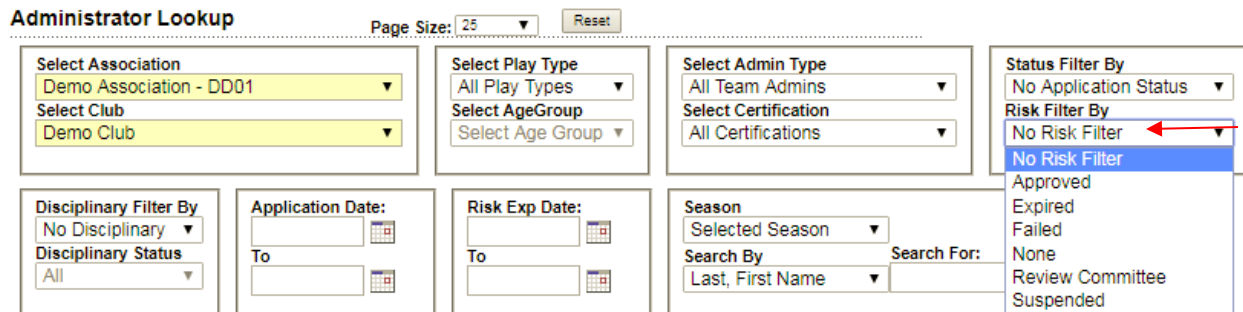 Administrator Lookup
Page Size: 25
Reset
Select Association
Demo Association - DD01
Select Club
Demo Club
Select Play Type
All Play Types
Select AgeGroup
Select Age Group
Select Admin Type
All Team Admins
Select Certification
All Certifications
Status Filter By
No Application Status
Risk Filter By
No Risk Filter
No Risk Filter
Approved
Expired
Failed
None
Review Committee
Suspended
Disciplinary Filter By
No Disciplinary
Disciplinary Status
All
Application Date:
To
Risk Exp Date:
To
Season
Selected Season
Search By
Last, First Name
Search For: